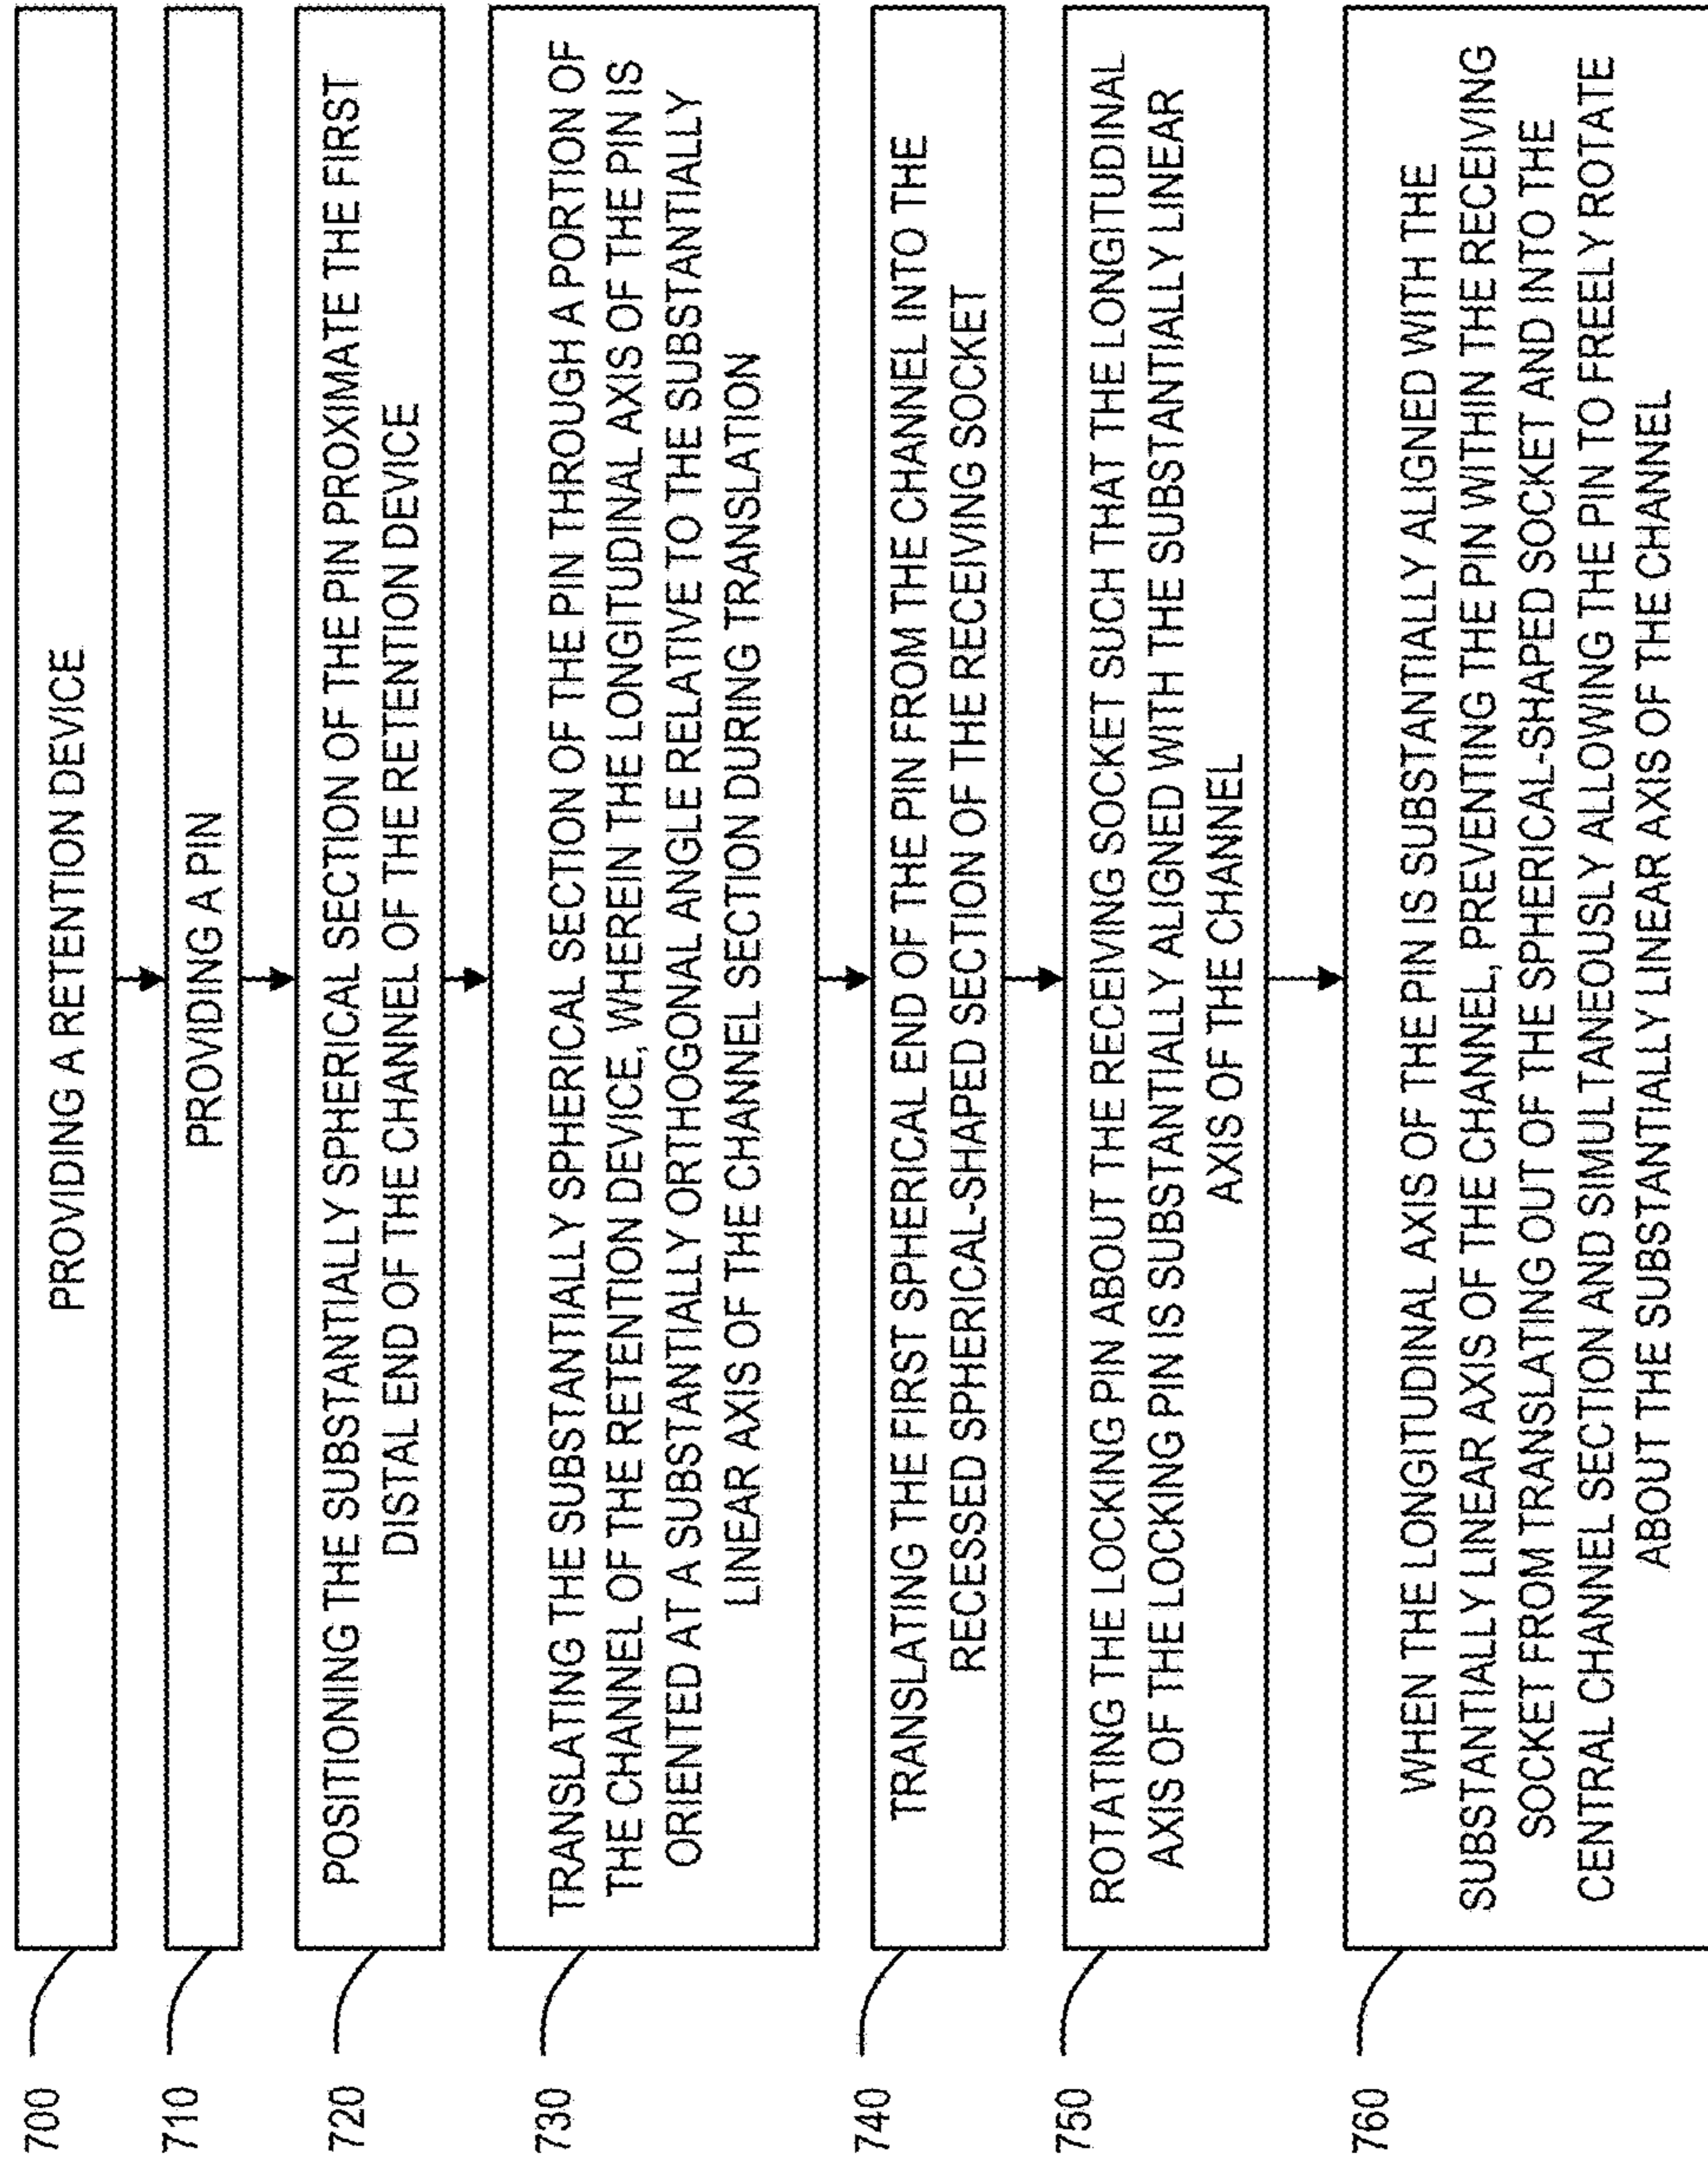 700
PROVIDING A RETENTION DEVICE
710
PROVIDING A PIN
720
POSITIONING THE SUBSTANTIALLY SPHERICAL SECTION OF THE PIN PROXIMATE THE FIRST
DISTAL END OF THE CHANNEL OF THE RETENTION DEVICE
730
TRANSLATING THE SUBSTANTIALLY SPHERICAL SECTION OF THE PIN THROUGH A PORTION OF
THE CHANNEL OF THE RETENTION DEVICE, WHEREIN THE LONGITUDINAL AXIS OF THE PIN IS
ORIENTED AT A SUBSTANTIALLY ORTHOGONAL ANGLE RELATIVE TO THE SUBSTANTIALLY
LINEAR AXIS OF THE CHANNEL SECTION DURING TRANSLATION
740
TRANSLATING THE FIRST SPHERICAL END OF THE PIN FROM THE CHANNEL INTO THE
RECESSED SPHERICAL-SHAPED SECTION OF THE RECEIVING SOCKET
750
ROTATING THE LOCKING PIN ABOUT THE RECEIVING SOCKET SUCH THAT THE LONGITUDINAL
AXIS OF THE LOCKING PIN IS SUBSTANTIALLY ALIGNED WITH THE SUBSTANTIALLY LINEAR
AXIS OF THE CHANNEL
760
WHEN THE LONGITUDINAL AXIS OF THE PIN IS SUBSTANTIALLY ALIGNED WITH THE
SUBSTANTIALLY LINEAR AXIS OF THE CHANNEL, PREVENTING THE PIN WITHIN THE RECEIVING
SOCKET FROM TRANSLATING OUT OF THE SPHERICAL-SHAPED SOCKET AND INTO THE
CENTRAL CHANNEL SECTION AND SIMULTANEOUSLY ALLOWING THE PIN TO FREELY ROTATE
ABOUT THE SUBSTANTIALLY LINEAR AXIS OF THE CHANNEL